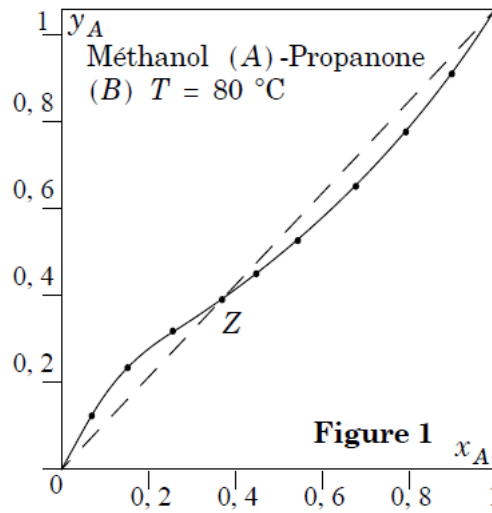 y_A
1
Méthanol (A)-Propanone
(B) T = 80 °C
0, 8
0, 6
0, 4
Z
0, 2
Figure 1
x_A
0
0, 2
0, 4
0, 6
0, 8
1